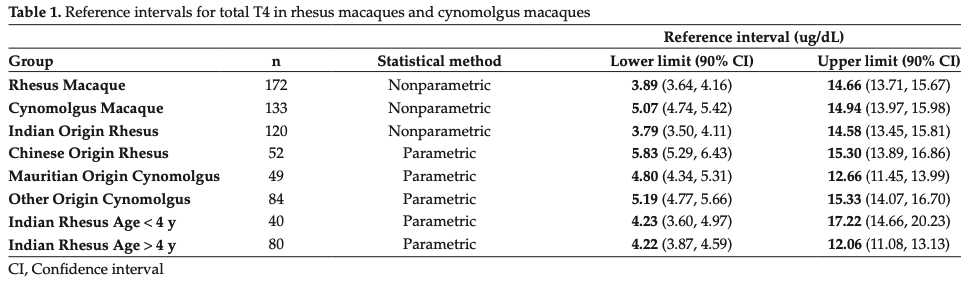 Table 1. Reference intervals for total T4 in rhesus macaques and cynomolgus macaques
Reference interval (ug/dL)
Group n Statistical method Lower limit (90% CI) Upper limit (90% CI)
Rhesus Macaque 172 Nonparametric 3.89 (3.64, 4.16) 14.66 (13.71, 15.67)
Cynomolgus Macaque 133 Nonparametric 5.07 (4.74, 5.42) 14.94 (13.97, 15.98)
Indian Origin Rhesus 120 Nonparametric 3.79 (3.50, 4.11) 14.58 (13.45, 15.81)
Chinese Origin Rhesus 52 Parametric 5.83 (5.29, 6.43) 15.30 (13.89, 16.86)
Mauritian Origin Cynomolgus 49 Parametric 4.80 (4.34, 5.31) 12.66 (11.45, 13.99)
Other Origin Cynomolgus 84 Parametric 5.19 (4.77, 5.66) 15.33 (14.07, 16.70)
Indian Rhesus Age < 4 y 40 Parametric 4.23 (3.60, 4.97) 17.22 (14.66, 20.23)
Indian Rhesus Age > 4 y 80 Parametric 4.22 (3.87, 4.59) 12.06 (11.08, 13.13)
CI, Confidence interval